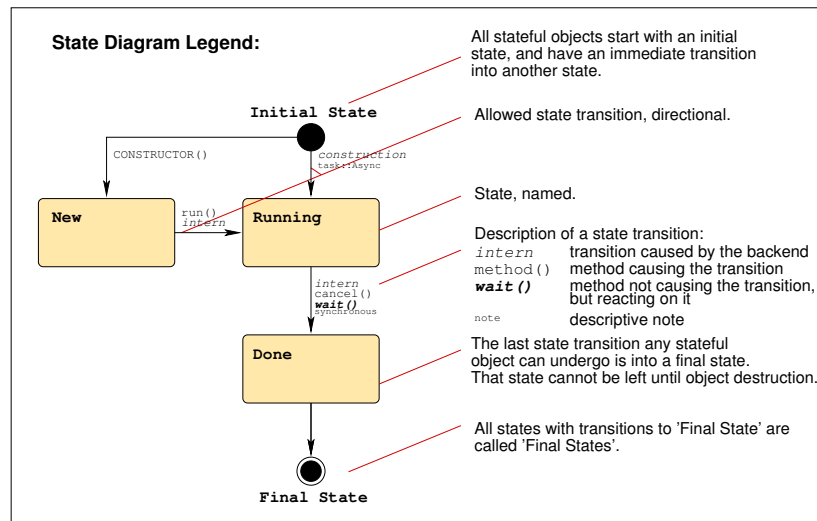 State Diagram Legend:
All stateful objects start with an initial
state, and have an immediate transition
into another state.
Initial State
Allowed state transition, directional.
CONSTRUCTOR()
construction
task::Async
New
run()
intern
Running
State, named.
Description of a state transition:
intern transition caused by the backend
method() method causing the transition
wait() method not causing the transition,
but reacting on it
note descriptive note
intern
cancel()
wait()
synchronous
Done
The last state transition any stateful
object can undergo is into a final state.
That state cannot be left until object destruction.
All states with transitions to ’Final State’ are
called ’Final States’.
Final State